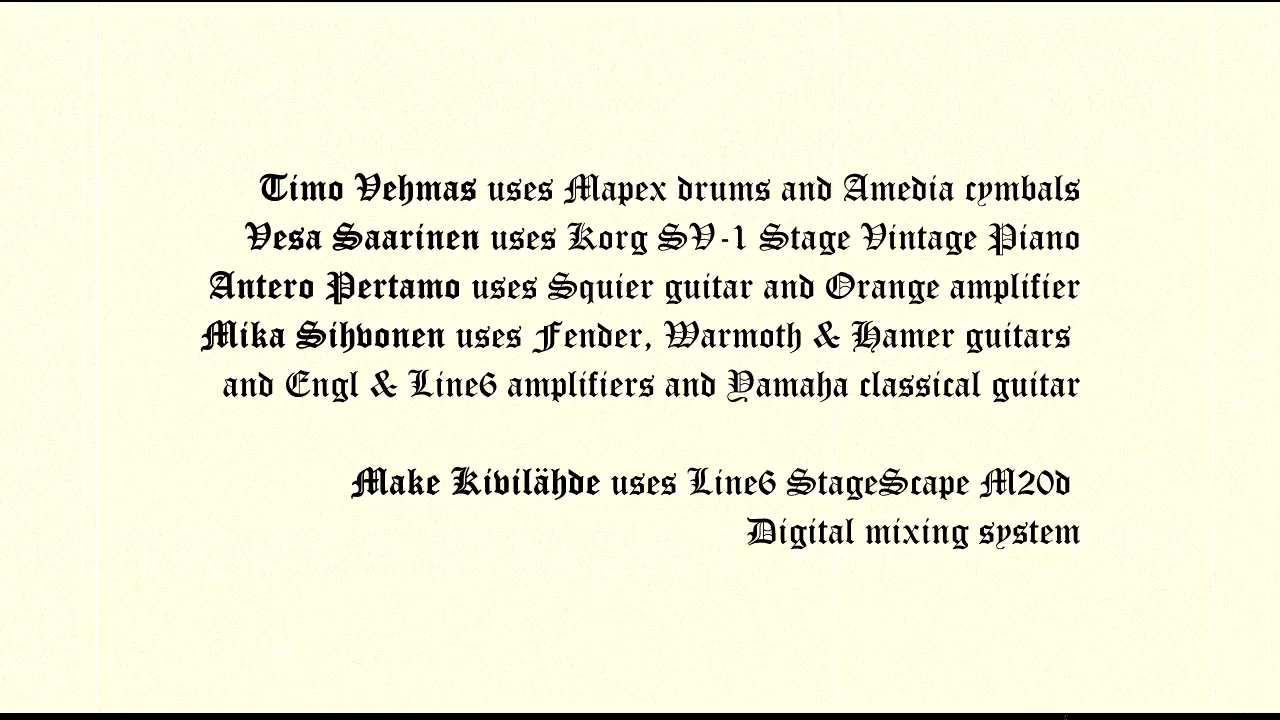 Timo Vehmas uses Mapex drums and Amedia cymbals
Vesa Saarinen uses Korg SV-1 Stage Vintage Piano
Antero Pertamo uses Squier guitar and Orange amplifier
Mika Sihvonen uses Fender, Warmoth & Hamer guitars
and Engl & Line6 amplifiers and Yamaha classical guitar
Make Kivilähde uses Line6 StageScape M20d
Digital mixing system